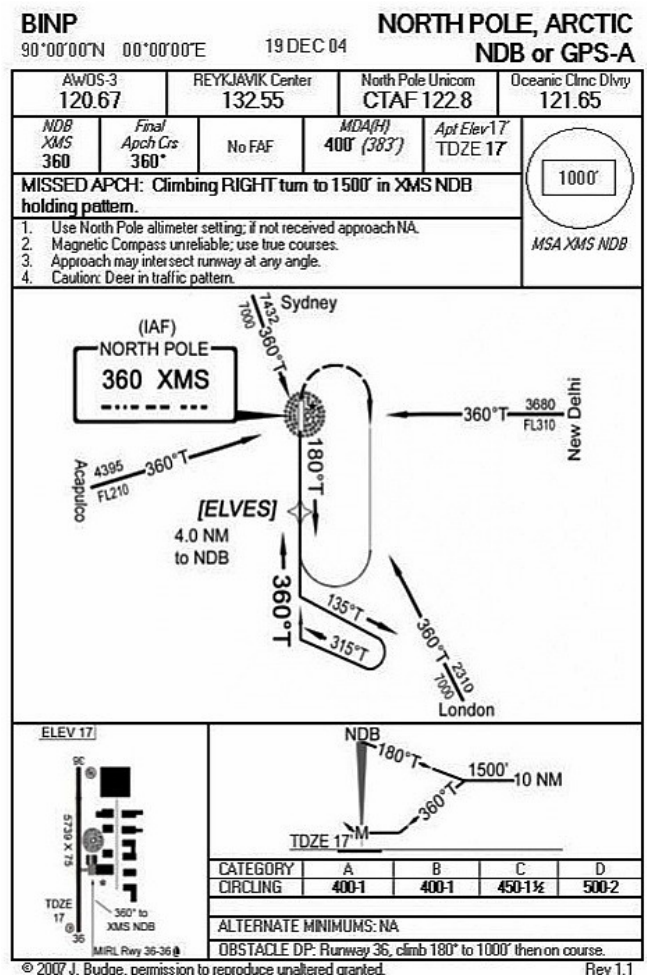 BINP
90°00'00"N 00°00'00"E
19 DEC 04
NORTH POLE, ARCTIC
NDB or GPS-A
AWOS-3
120.67
REYKJAVIK Center
132.55
North Pole Unicom
CTAF 122.8
Oceanic Clrnc Dlvry
121.65
NDB
XMS
360
Final
Apch Crs
360°
No FAF
MDA(H)
400' (383')
Apt Elev 17'
TDZE 17'
1000'
MSA XMS NDB
MISSED APCH: Climbing RIGHT turn to 1500' in XMS NDB
holding pattern.
1. Use North Pole altimeter setting; if not received approach NA.
2. Magnetic Compass unreliable; use true courses.
3. Approach may intersect runway at any angle.
4. Caution: Deer in traffic pattern.
Sydney
7432
7000
360°T
(IAF)
NORTH POLE
360 XMS
360°T
3680
FL310
New Delhi
Acapulco
4395
FL210
360°T
180°T
[ELVES]
4.0 NM
to NDB
360°T
135°T
315°T
360°T
2310
7000
London
ELEV 17
36
5739 X 75
TDZE
17
36
360° to
XMS NDB
MIRL Rwy 36-36
NDB
180°T
1500'
10 NM
360°T
M
TDZE 17'
CATEGORY A B C D
CIRCLING 400-1 400-1 450-1½ 500-2
ALTERNATE MINIMUMS: NA
OBSTACLE DP: Runway 36, climb 180° to 1000' then on course.
© 2007 J. Budge, permission to reproduce unaltered granted.
Rev 1.1